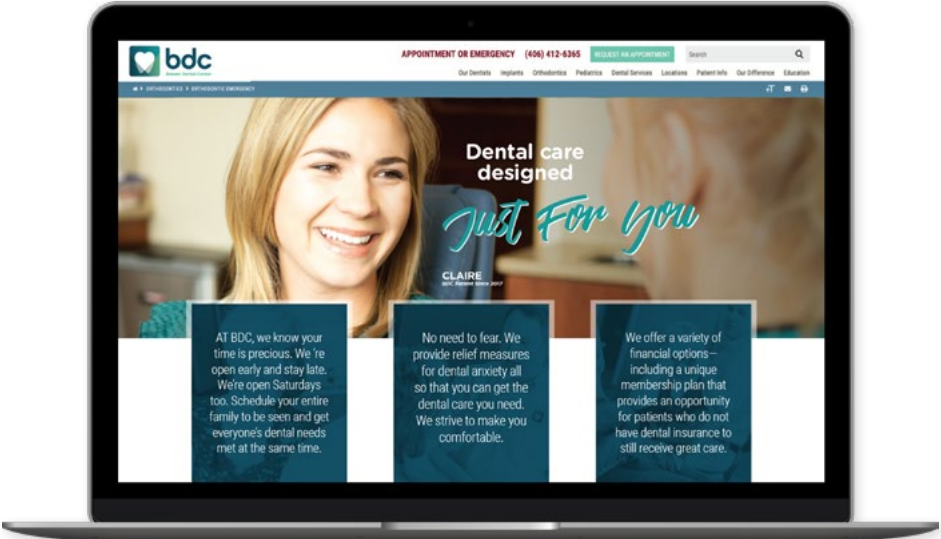 bdc
APPOINTMENT OR EMERGENCY (406) 412-6365 REQUEST AN APPOINTMENT Search
Our Dentists Implants Orthodontics Pediatrics Dental Services Locations Patient Info Our Difference Education
ORTHODONTICS ORTHODONTIC EMERGENCY
Dental care
designed
Just For You
CLAIRE
BDC Patient since 2017
AT BDC, we know your
time is precious. We 're
open early and stay late.
We're open Saturdays
too. Schedule your entire
family to be seen and get
everyone's dental needs
met at the same time.
No need to fear. We
provide relief measures
for dental anxiety all
so that you can get the
dental care you need.
We strive to make you
comfortable.
We offer a variety of
financial options—
including a unique
membership plan that
provides an opportunity
for patients who do not
have dental insurance to
still receive great care.